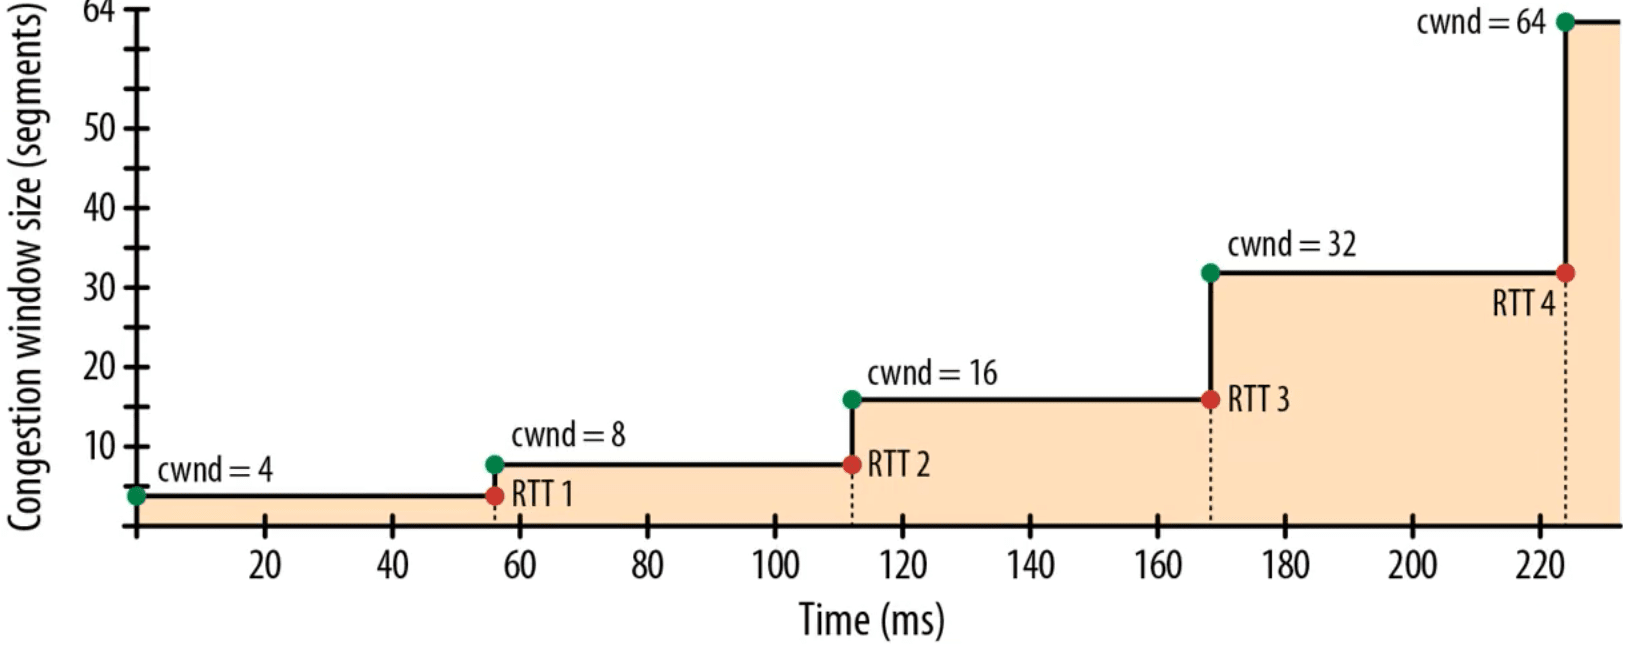 Congestion window size (segments)
64
50
40
30
20
10
cwnd = 4
RTT 1
cwnd = 8
RTT 2
cwnd = 16
RTT 3
cwnd = 32
RTT 4
cwnd = 64
20 40 60 80 100 120 140 160 180 200 220
Time (ms)